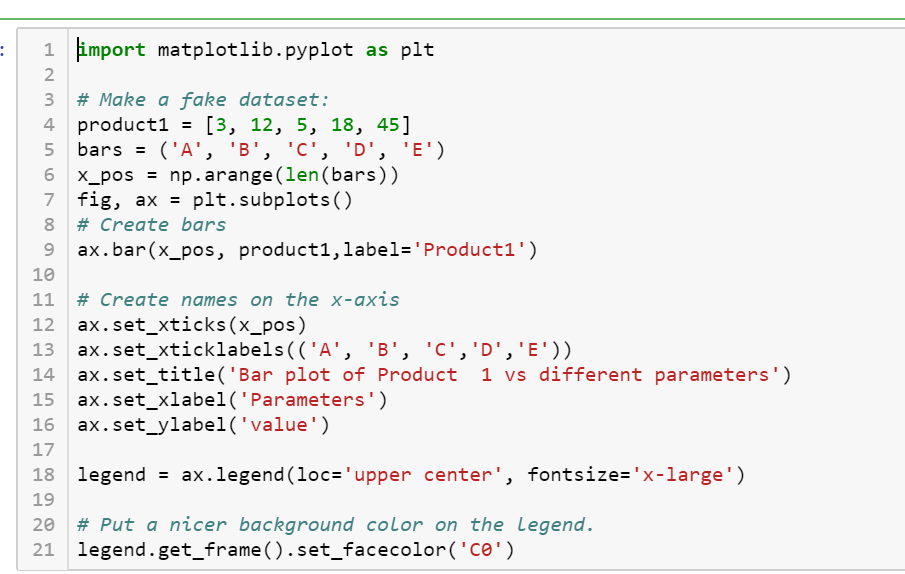 :
1 import matplotlib.pyplot as plt
2
3 # Make a fake dataset:
4 product1 = [3, 12, 5, 18, 45]
5 bars = ('A', 'B', 'C', 'D', 'E')
6 x_pos = np.arange(len(bars))
7 fig, ax = plt.subplots()
8 # Create bars
9 ax.bar(x_pos, product1,label='Product1')
10
11 # Create names on the x-axis
12 ax.set_xticks(x_pos)
13 ax.set_xticklabels(('A', 'B', 'C','D','E'))
14 ax.set_title('Bar plot of Product  1 vs different parameters')
15 ax.set_xlabel('Parameters')
16 ax.set_ylabel('value')
17
18 legend = ax.legend(loc='upper center', fontsize='x-large')
19
20 # Put a nicer background color on the legend.
21 legend.get_frame().set_facecolor('C0')